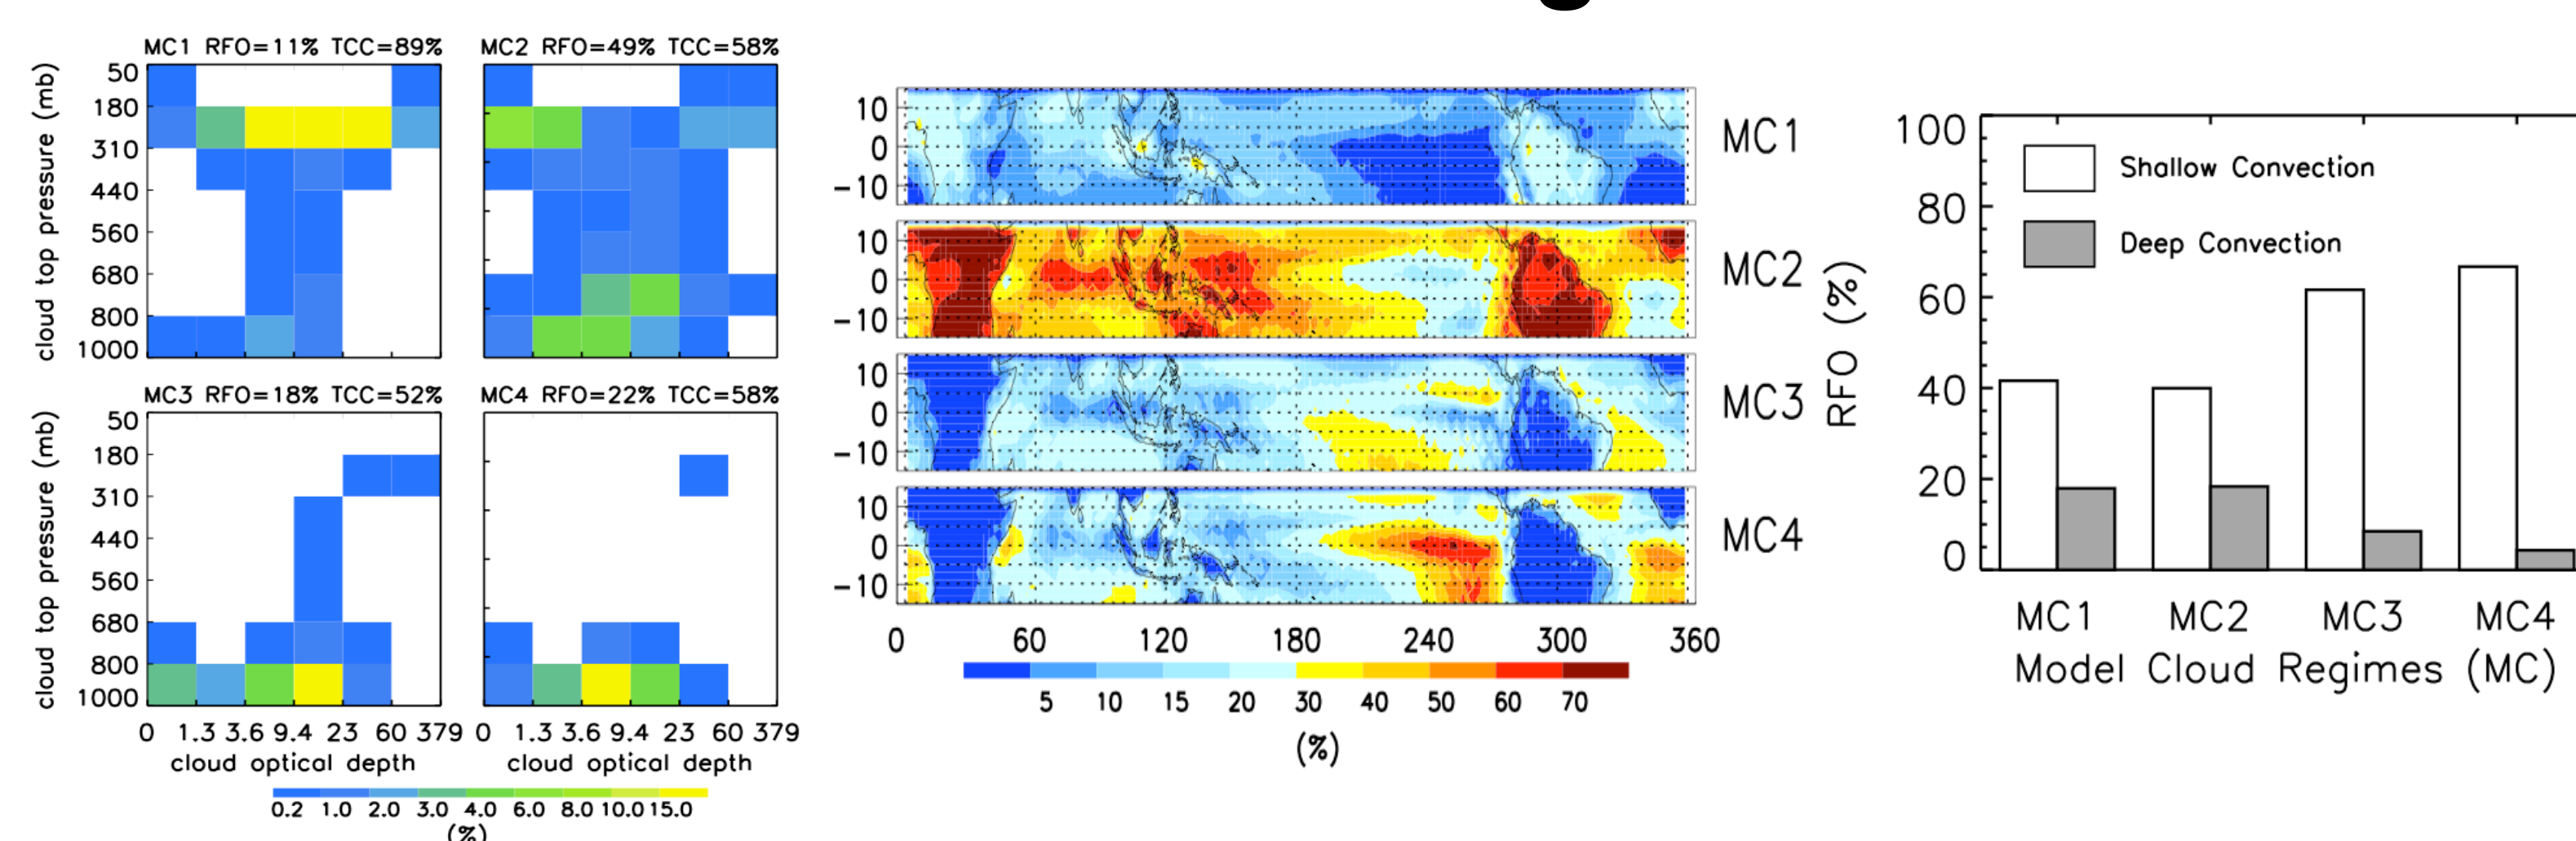 MC1 RFO=11% TCC=89%
MC2 RFO=49% TCC=58%
cloud top pressure (mb)
50
180
310
440
560
680
800
1000
MC3 RFO=18% TCC=52%
MC4 RFO=22% TCC=58%
cloud top pressure (mb)
50
180
310
440
560
680
800
1000
0 1.3 3.6 9.4 23 60 379
0 1.3 3.6 9.4 23 60 379
cloud optical depth
cloud optical depth
0.2 1.0 2.0 3.0 4.0 6.0 8.0 10.0 15.0
(%)
10
0
-10
MC1
10
0
-10
MC2
10
0
-10
MC3
10
0
-10
MC4
0 60 120 180 240 300 360
5 10 15 20 30 40 50 60 70
(%)
RFO (%)
100
80
60
40
20
0
Shallow Convection
Deep Convection
MC1 MC2 MC3 MC4
Model Cloud Regimes (MC)